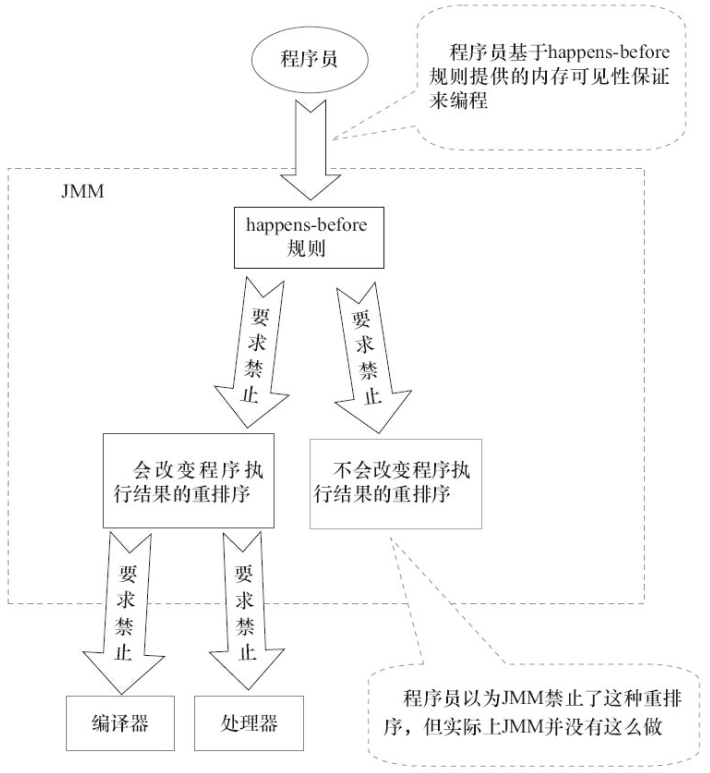 程序员
程序员基于happens-before
规则提供的内存可见性保证
来编程
JMM
happens-before
规则
要求禁止
要求禁止
会改变程序执
行结果的重排序
不会改变程序执
行结果的重排序
要求禁止
要求禁止
编译器
处理器
程序员以为JMM禁止了这种重排
序，但实际上JMM并没有这么做